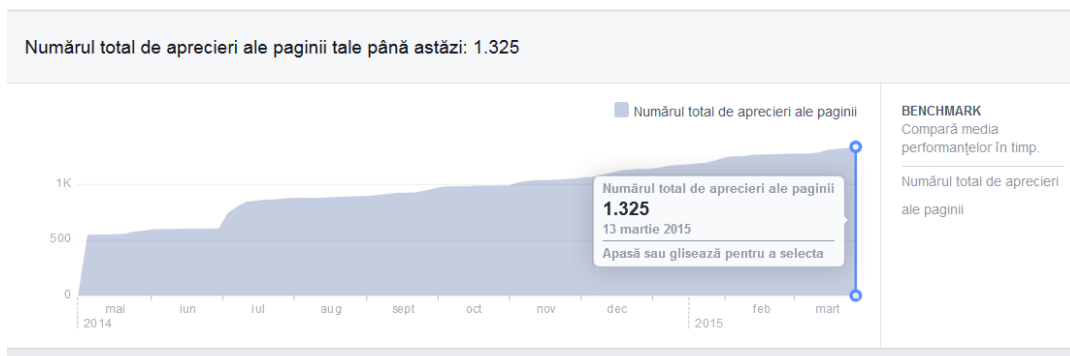 Numărul total de aprecieri ale paginii tale până astăzi: 1.325
Numărul total de aprecieri ale paginii
BENCHMARK
Compară media
performanţelor în timp.
Numărul total de aprecieri
ale paginii
1K
500
0
Numărul total de aprecieri ale paginii
1.325
13 martie 2015
Apasă sau glisează pentru a selecta
mai iun iul aug sept oct nov dec feb mart
2014 2015